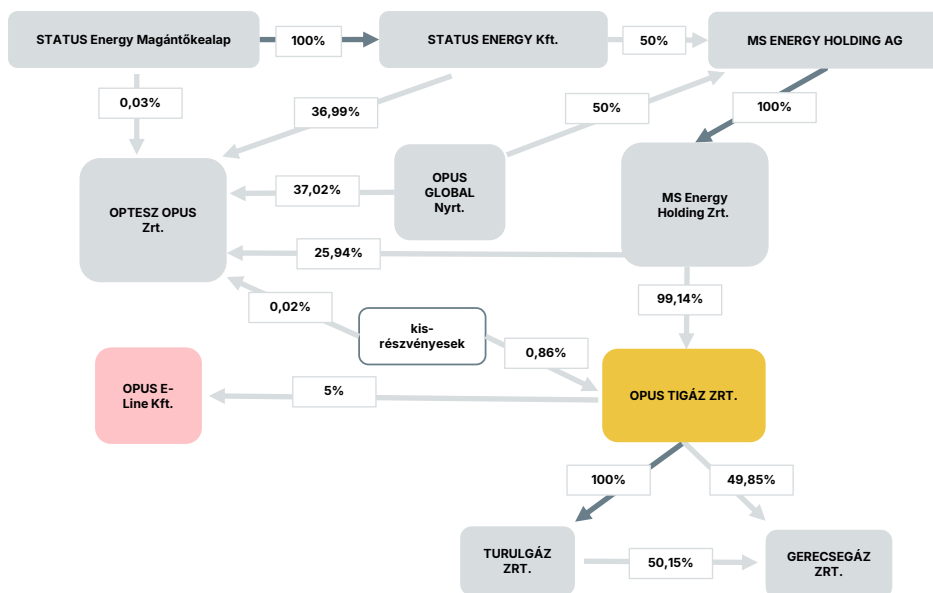 STATUS Energy Magántőkealap
100%
STATUS ENERGY Kft.
50%
MS ENERGY HOLDING AG
0,03%
36,99%
50%
100%
OPTESZ OPUS
Zrt.
37,02%
OPUS
GLOBAL
Nyrt.
MS Energy
Holding Zrt.
25,94%
0,02%
99,14%
kis-
részvényesek
0,86%
OPUS E-
Line Kft.
5%
OPUS TIGÁZ ZRT.
100%
49,85%
TURULGÁZ
ZRT.
50,15%
GERECSEGÁZ
ZRT.